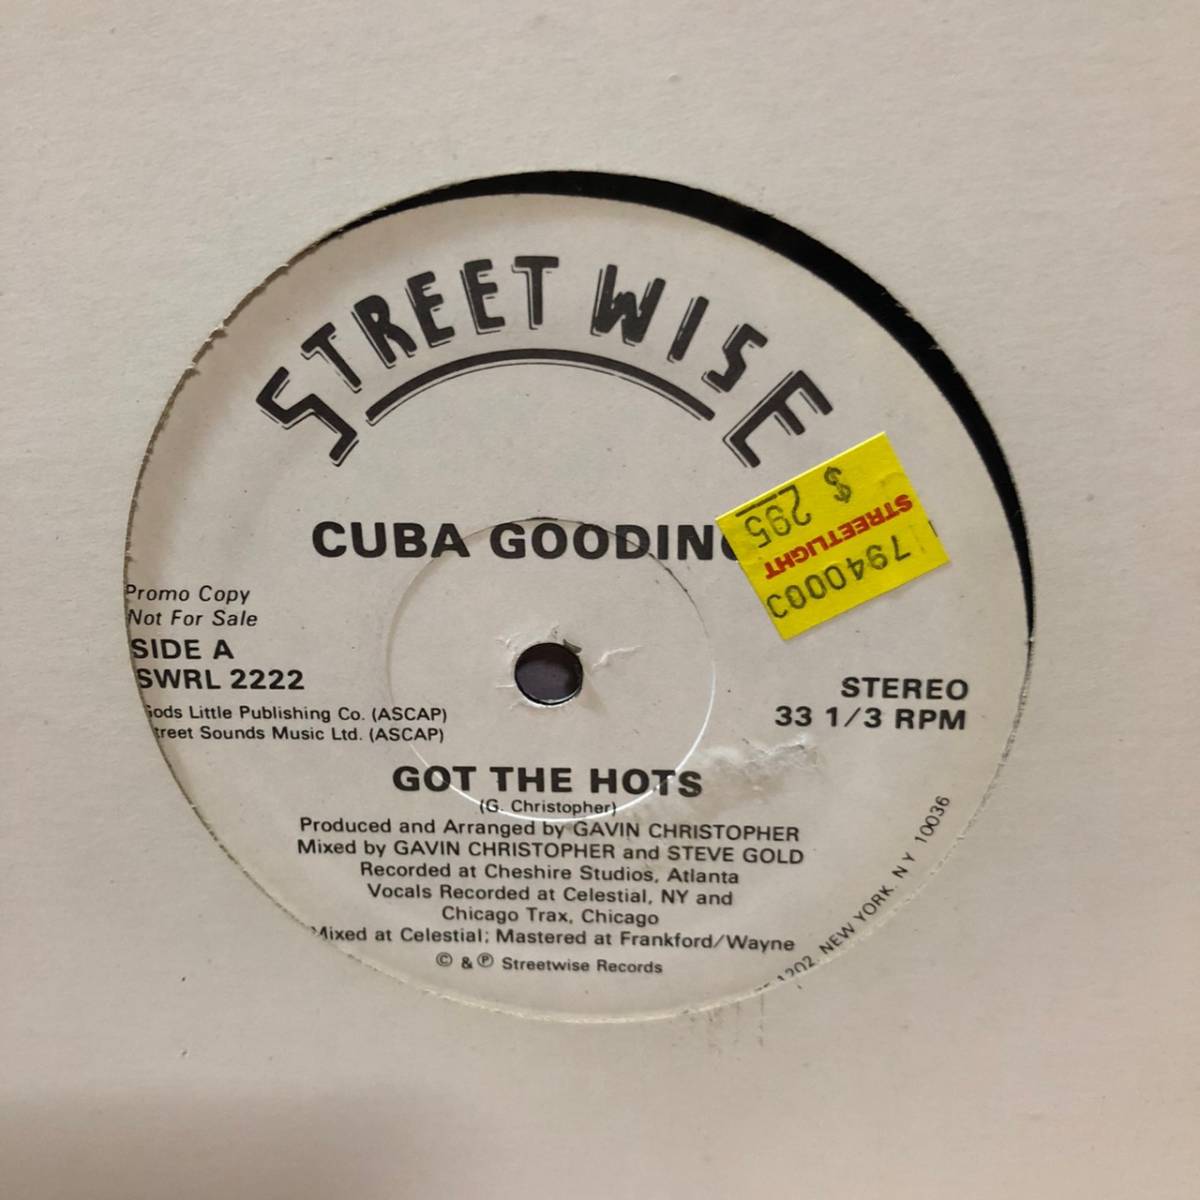 STREET WISE
CUBA GOODING
$ 2.95
STREETLIGHT
Promo Copy
Not For Sale
SIDE A
SWRL 2222
STEREO
33 1/3 RPM
Gods Little Publishing Co. (ASCAP)
Street Sounds Music Ltd. (ASCAP)
GOT THE HOTS
(G. Christopher)
Produced and Arranged by GAVIN CHRISTOPHER
Mixed by GAVIN CHRISTOPHER and STEVE GOLD
Recorded at Cheshire Studios, Atlanta
Vocals Recorded at Celestial, NY and
Chicago Trax, Chicago
Mixed at Celestial; Mastered at Frankford/Wayne
© & ℗ Streetwise Records
1202, NEW YORK, N Y 10036